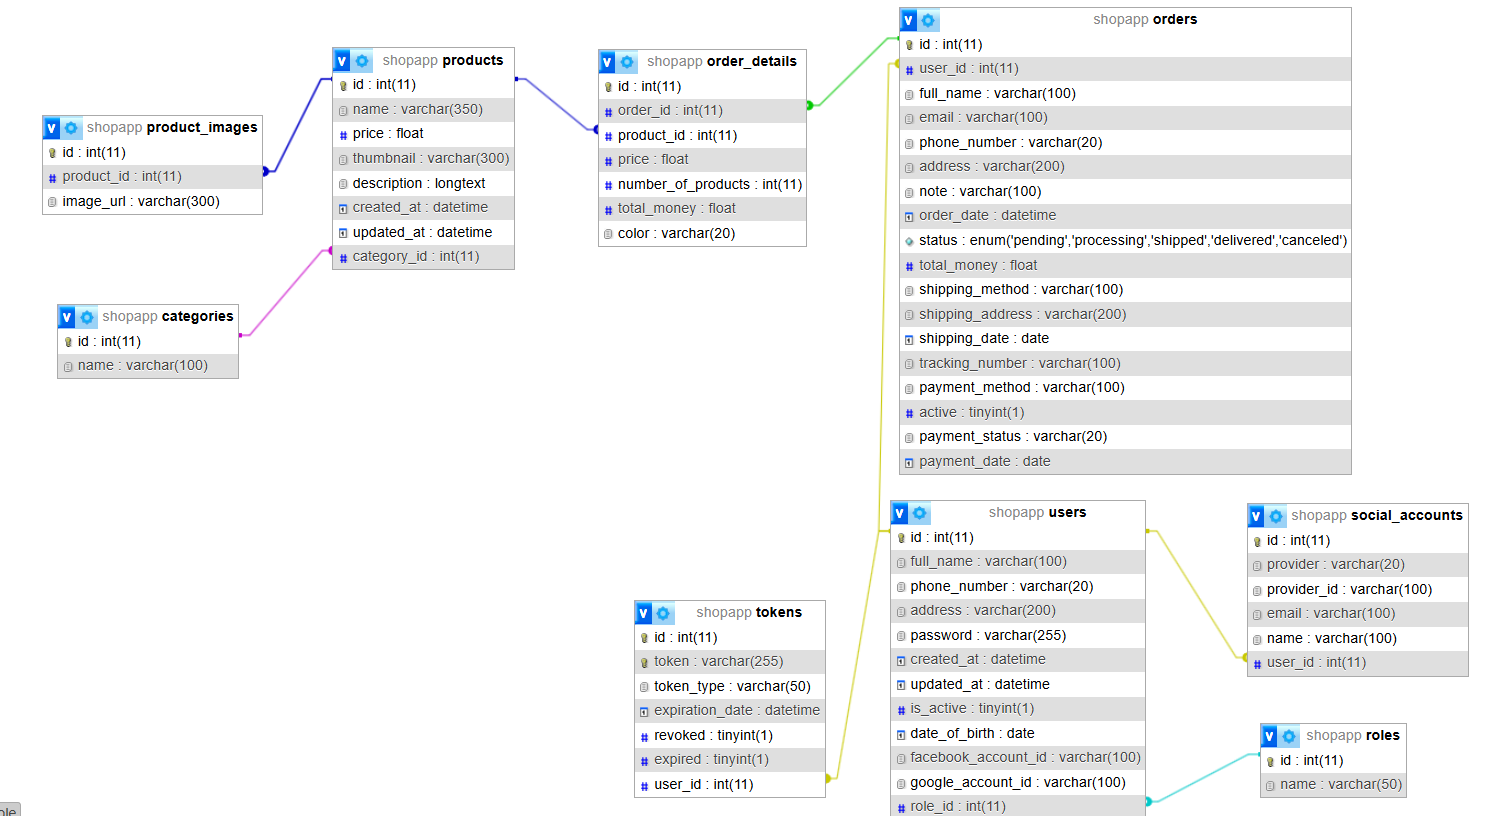 shopapp product_images
id : int(11)
product_id : int(11)
image_url : varchar(300)
shopapp categories
id : int(11)
name : varchar(100)
shopapp products
id : int(11)
name : varchar(350)
price : float
thumbnail : varchar(300)
description : longtext
created_at : datetime
updated_at : datetime
category_id : int(11)
shopapp order_details
id : int(11)
order_id : int(11)
product_id : int(11)
price : float
number_of_products : int(11)
total_money : float
color : varchar(20)
shopapp orders
id : int(11)
user_id : int(11)
full_name : varchar(100)
email : varchar(100)
phone_number : varchar(20)
address : varchar(200)
note : varchar(100)
order_date : datetime
status : enum('pending','processing','shipped','delivered','canceled')
total_money : float
shipping_method : varchar(100)
shipping_address : varchar(200)
shipping_date : date
tracking_number : varchar(100)
payment_method : varchar(100)
active : tinyint(1)
payment_status : varchar(20)
payment_date : date
shopapp tokens
id : int(11)
token : varchar(255)
token_type : varchar(50)
expiration_date : datetime
revoked : tinyint(1)
expired : tinyint(1)
user_id : int(11)
shopapp users
id : int(11)
full_name : varchar(100)
phone_number : varchar(20)
address : varchar(200)
password : varchar(255)
created_at : datetime
updated_at : datetime
is_active : tinyint(1)
date_of_birth : date
facebook_account_id : varchar(100)
google_account_id : varchar(100)
role_id : int(11)
shopapp social_accounts
id : int(11)
provider : varchar(20)
provider_id : varchar(100)
email : varchar(100)
name : varchar(100)
user_id : int(11)
shopapp roles
id : int(11)
name : varchar(50)